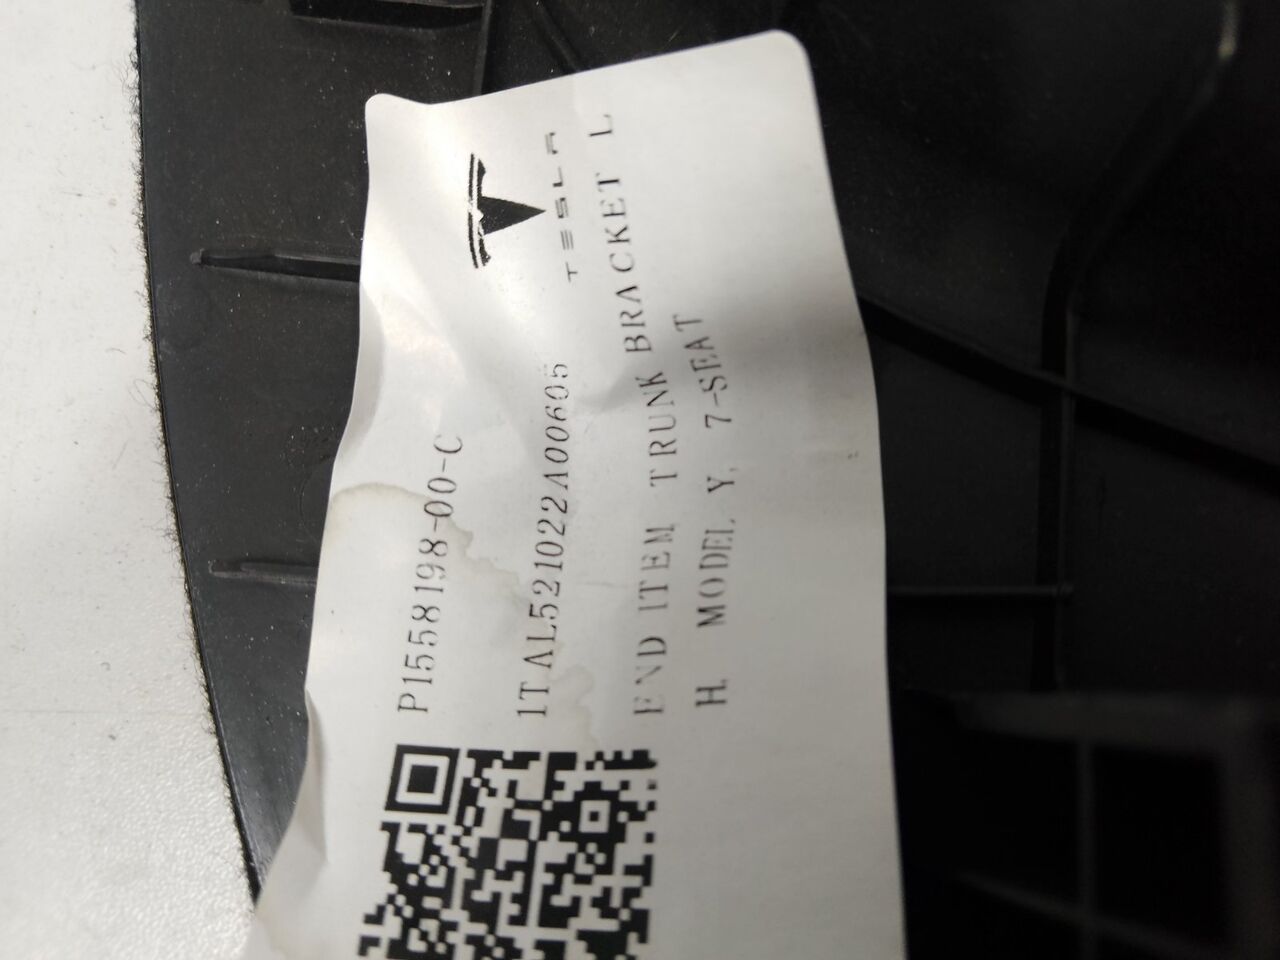 TESLA
P1558198-00-C
1TAL521022A00605
END ITEM TRUNK BRACKET L
H. MODEL Y, 7-SEAT